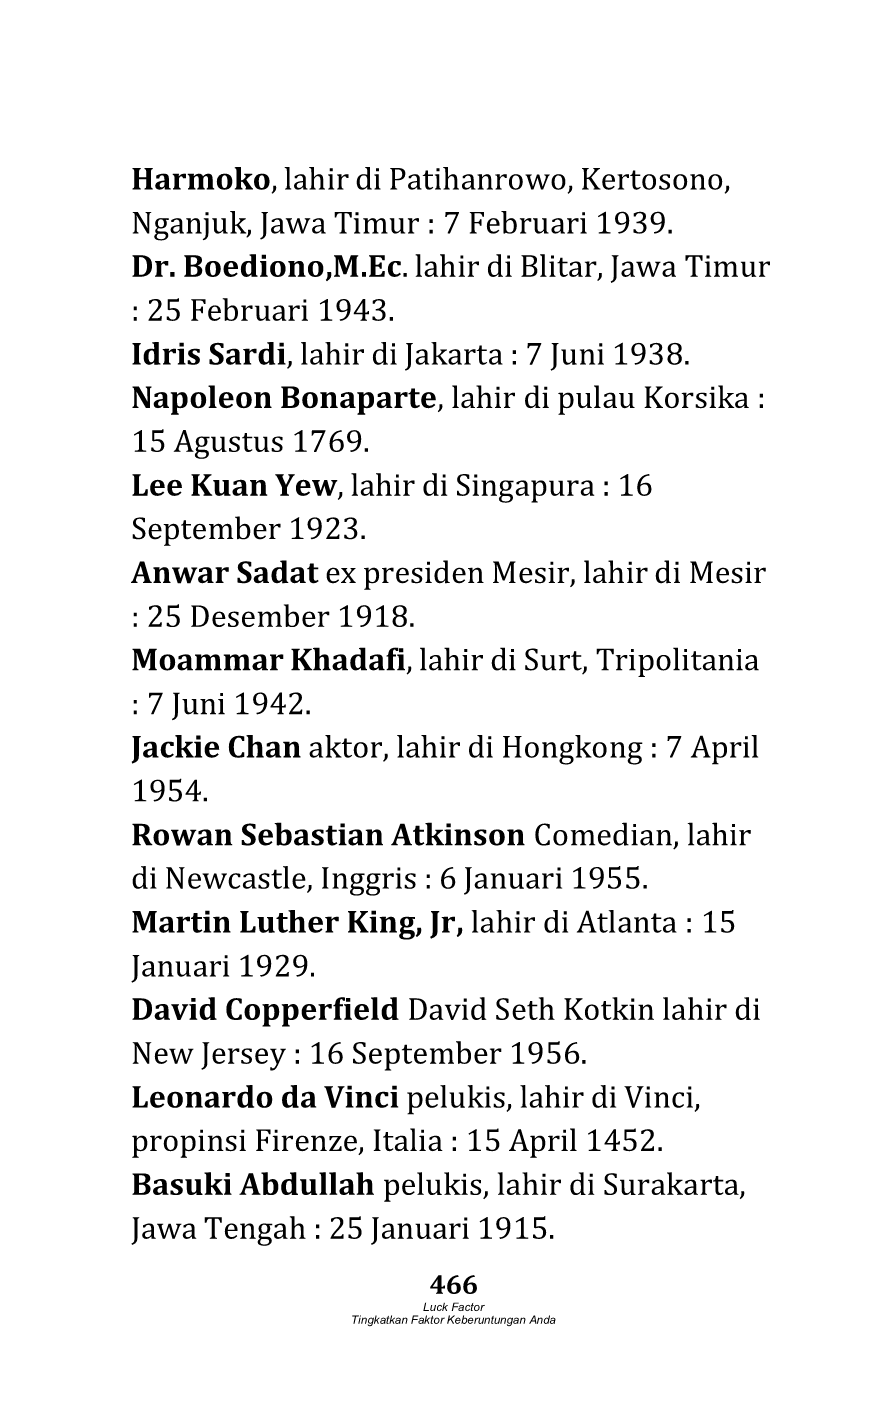 Harmoko, lahir di Patihanrowo, Kertosono,
Nganjuk, Jawa Timur : 7 Februari 1939.
Dr. Boediono,M.Ec. lahir di Blitar, Jawa Timur
: 25 Februari 1943.
Idris Sardi, lahir di Jakarta : 7 Juni 1938.
Napoleon Bonaparte, lahir di pulau Korsika :
15 Agustus 1769.
Lee Kuan Yew, lahir di Singapura : 16
September 1923.
Anwar Sadat ex presiden Mesir, lahir di Mesir
: 25 Desember 1918.
Moammar Khadafi, lahir di Surt, Tripolitania
: 7 Juni 1942.
Jackie Chan aktor, lahir di Hongkong : 7 April
1954.
Rowan Sebastian Atkinson Comedian, lahir
di Newcastle, Inggris : 6 Januari 1955.
Martin Luther King, Jr, lahir di Atlanta : 15
Januari 1929.
David Copperfield David Seth Kotkin lahir di
New Jersey : 16 September 1956.
Leonardo da Vinci pelukis, lahir di Vinci,
propinsi Firenze, Italia : 15 April 1452.
Basuki Abdullah pelukis, lahir di Surakarta,
Jawa Tengah : 25 Januari 1915.
466
Luck Factor
Tingkatkan Faktor Keberuntungan Anda